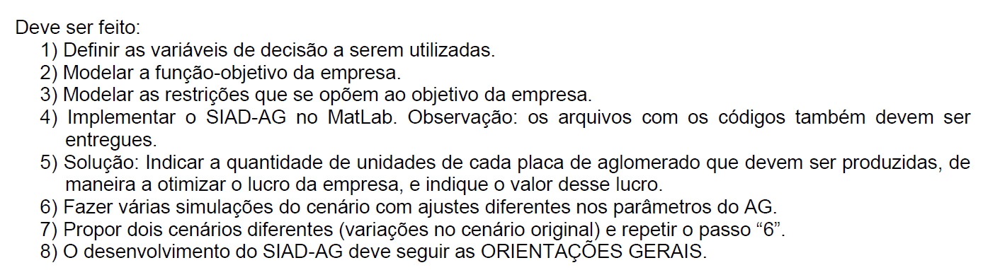 Deve ser feito:
1) Definir as variáveis de decisão a serem utilizadas.
2) Modelar a função-objetivo da empresa.
3) Modelar as restrições que se opõem ao objetivo da empresa.
4) Implementar o SIAD-AG no MatLab. Observação: os arquivos com os códigos também devem ser
entregues.
5) Solução: Indicar a quantidade de unidades de cada placa de aglomerado que devem ser produzidas, de
maneira a otimizar o lucro da empresa, e indique o valor desse lucro.
6) Fazer várias simulações do cenário com ajustes diferentes nos parâmetros do AG.
7) Propor dois cenários diferentes (variações no cenário original) e repetir o passo “6”.
8) O desenvolvimento do SIAD-AG deve seguir as ORIENTAÇÕES GERAIS.